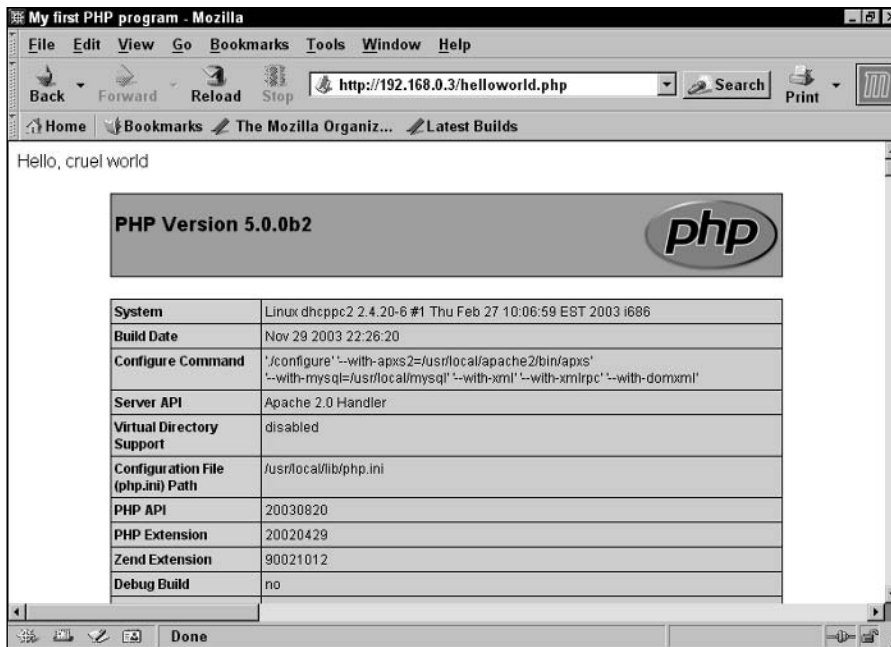 My first PHP program - Mozilla
File Edit View Go Bookmarks Tools Window Help
Back Forward Reload Stop http://192.168.0.3/helloworld.php Search Print
Home Bookmarks The Mozilla Organiz... Latest Builds
Hello, cruel world
PHP Version 5.0.0b2
php
System Linux dhcppc2 2.4.20-6 #1 Thu Feb 27 10:06:59 EST 2003 i686
Build Date Nov 29 2003 22:26:20
Configure Command './configure' '--with-apxs2=/usr/local/apache2/bin/apxs'
'--with-mysql=/usr/local/mysql' '--with-xml' '--with-xmlrpc' '--with-domxml'
Server API Apache 2.0 Handler
Virtual Directory disabled
Support
Configuration File /usr/local/lib/php.ini
(php.ini) Path
PHP API 20030820
PHP Extension 20020429
Zend Extension 90021012
Debug Build no
Done